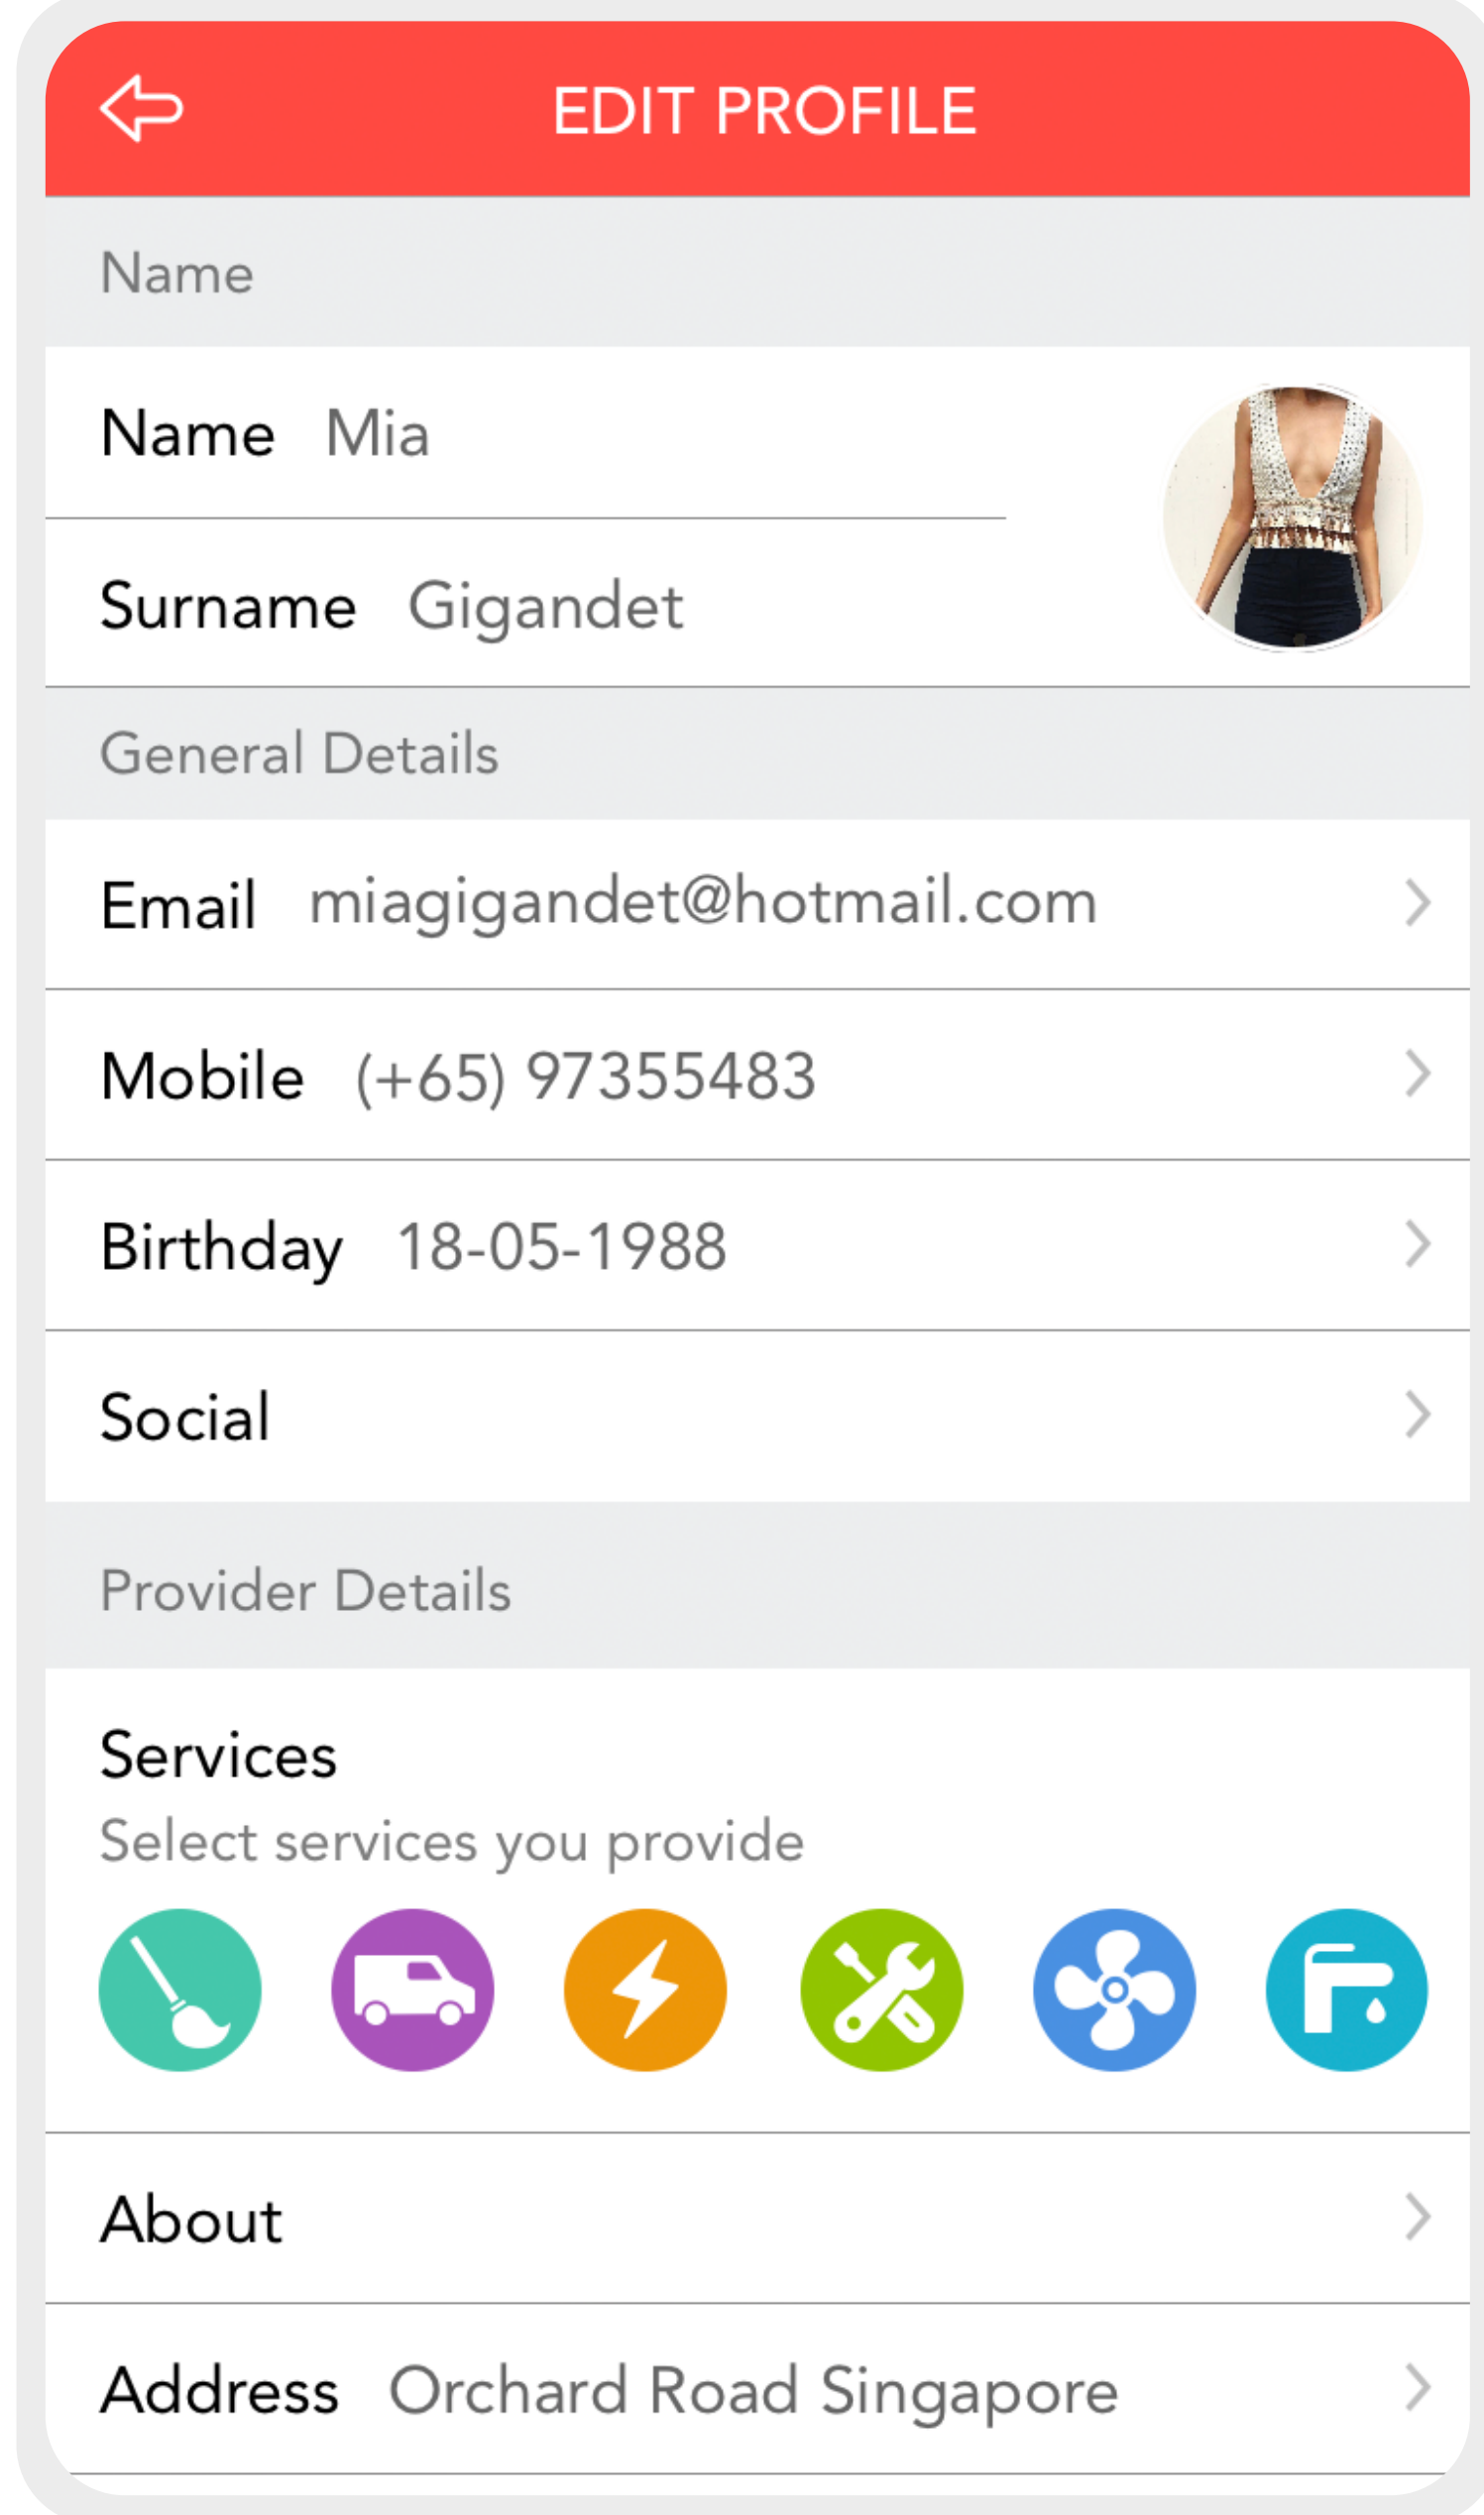 EDIT PROFILE
Name
Name Mia
Surname Gigandet
General Details
Email miagigandet@hotmail.com
Mobile (+65) 97355483
Birthday 18-05-1988
Social
Provider Details
Services
Select services you provide
About
Address Orchard Road Singapore